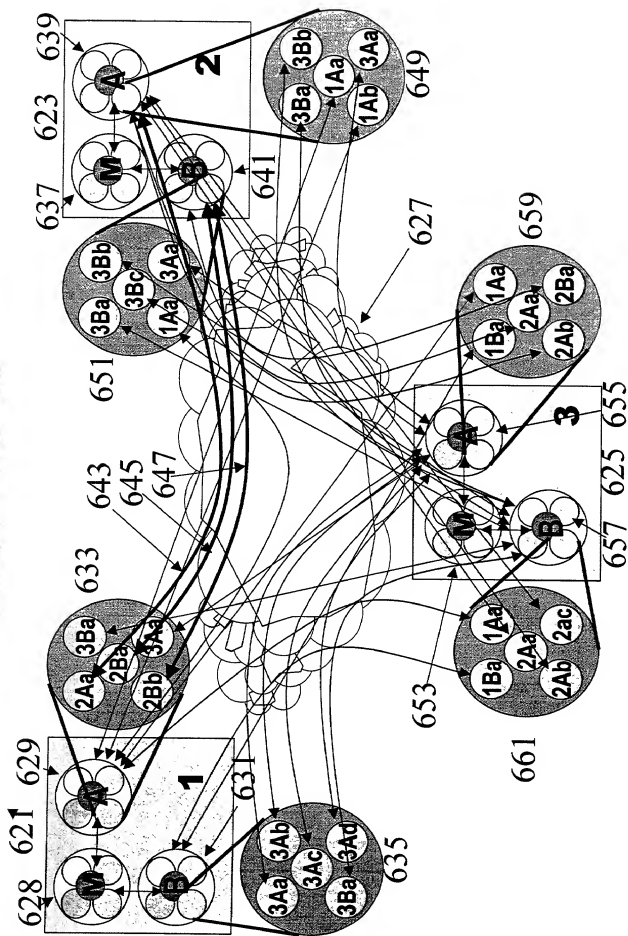 628
621
629
M
A
B
1
631
633
2Aa
3Ba
2Ba
2Bb
3Aa
635
3Aa
3Ab
3Ac
3Ba
3Ad
643
645
647
637
623
639
M
A
B
2
641
651
3Ba
3Bb
3Bc
1Aa
3Aa
649
3Ba
3Bb
1Aa
1Ab
3Aa
627
653
M
A
B
3
625
655
657
661
1Ba
1Aa
2Aa
2Ab
2ac
659
1Ba
1Aa
2Aa
2Ab
2Ba